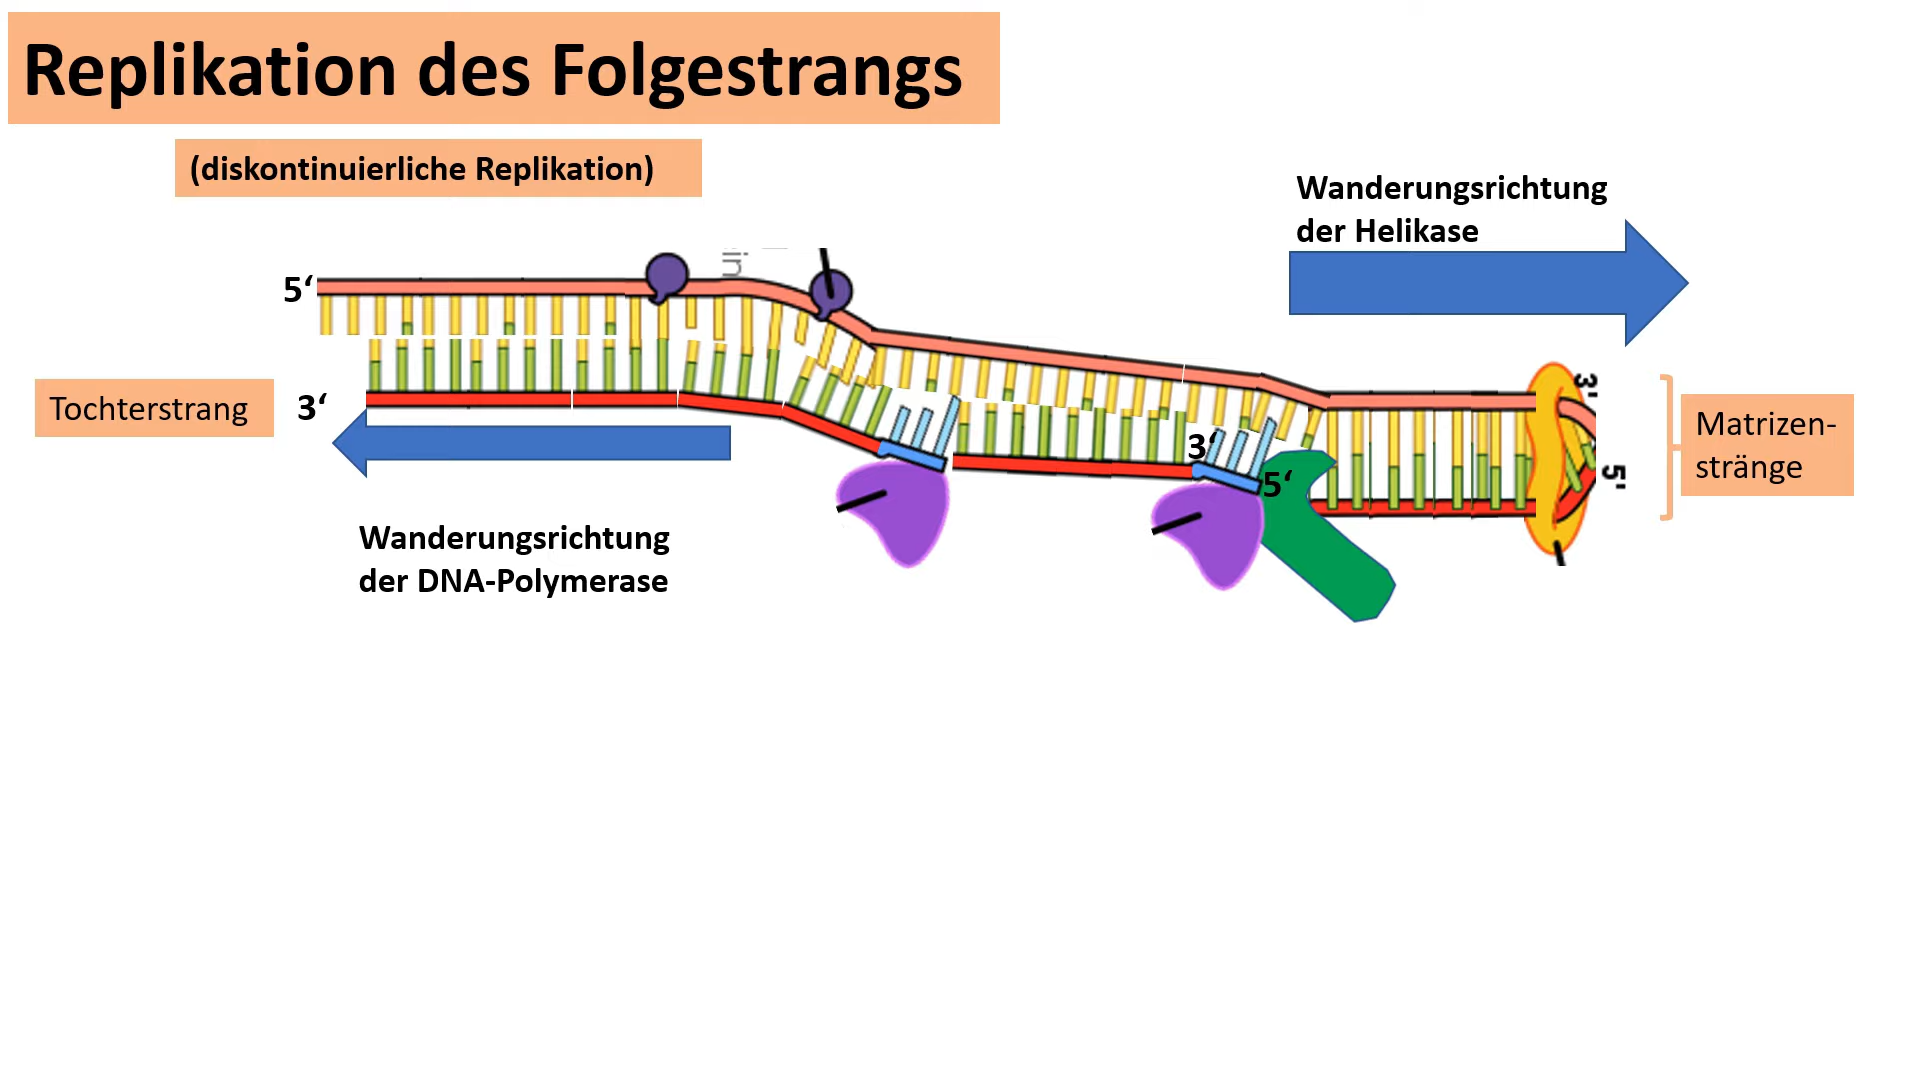 Replikation des Folgestrangs
(diskontinuierliche Replikation)
Wanderungsrichtung
der Helikase
in
5‘
3'
Tochterstrang
3‘
Matrizen-
stränge
3‘
5‘
5'
Wanderungsrichtung
der DNA-Polymerase